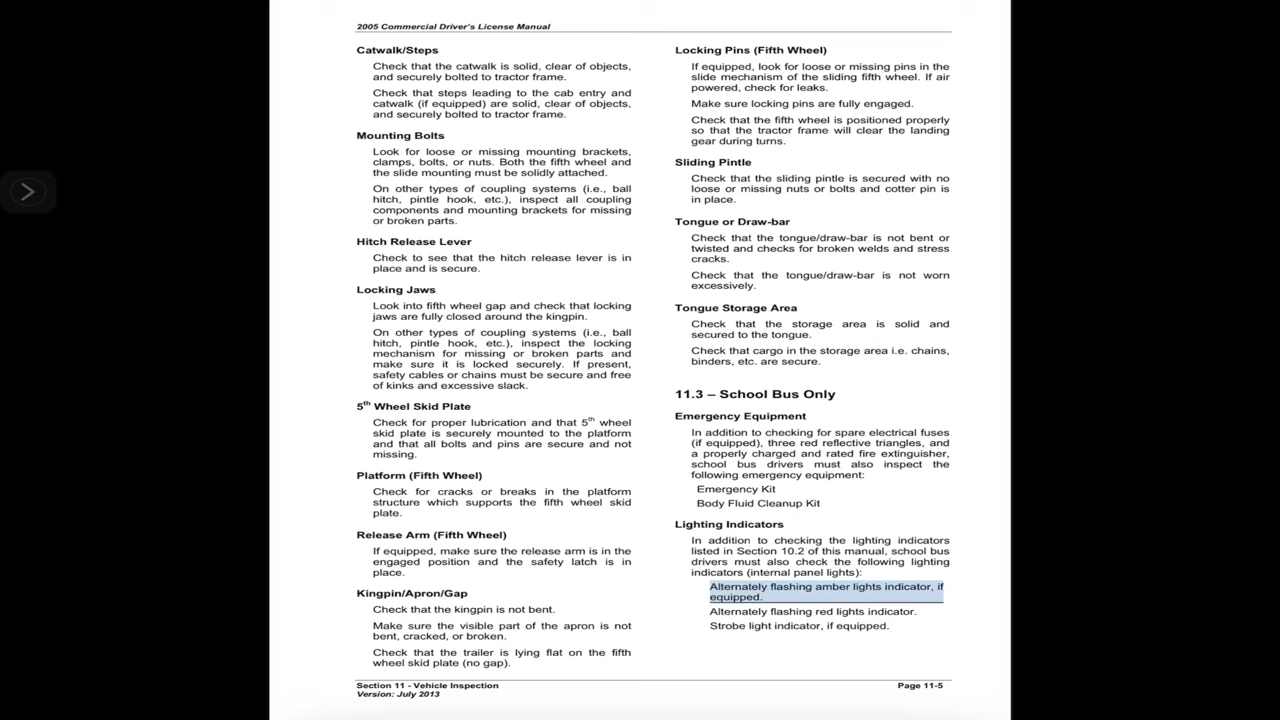 2005 Commercial Driver's License Manual
Catwalk/Steps
Check that the catwalk is solid, clear of objects,
and securely bolted to tractor frame.
Check that steps leading to the cab entry and
catwalk (if equipped) are solid, clear of objects,
and securely bolted to tractor frame.
Mounting Bolts
Look for loose or missing mounting brackets,
clamps, bolts, or nuts. Both the fifth wheel and
the slide mounting must be solidly attached.
On other types of coupling systems (i.e., ball
hitch, pintle hook, etc.), inspect all coupling
components and mounting brackets for missing
or broken parts.
Hitch Release Lever
Check to see that the hitch release lever is in
place and is secure.
Locking Jaws
Look into fifth wheel gap and check that locking
jaws are fully closed around the kingpin.
On other types of coupling systems (i.e., ball
hitch, pintle hook, etc.), inspect the locking
mechanism for missing or broken parts and
make sure it is locked securely. If present,
safety cables or chains must be secure and free
of kinks and excessive slack.
5th Wheel Skid Plate
Check for proper lubrication and that 5th wheel
skid plate is securely mounted to the platform
and that all bolts and pins are secure and not
missing.
Platform (Fifth Wheel)
Check for cracks or breaks in the platform
structure which supports the fifth wheel skid
plate.
Release Arm (Fifth Wheel)
If equipped, make sure the release arm is in the
engaged position and the safety latch is in
place.
Kingpin/Apron/Gap
Check that the kingpin is not bent.
Make sure the visible part of the apron is not
bent, cracked, or broken.
Check that the trailer is lying flat on the fifth
wheel skid plate (no gap).
Locking Pins (Fifth Wheel)
If equipped, look for loose or missing pins in the
slide mechanism of the sliding fifth wheel. If air
powered, check for leaks.
Make sure locking pins are fully engaged.
Check that the fifth wheel is positioned properly
so that the tractor frame will clear the landing
gear during turns.
Sliding Pintle
Check that the sliding pintle is secured with no
loose or missing nuts or bolts and cotter pin is
in place.
Tongue or Draw-bar
Check that the tongue/draw-bar is not bent or
twisted and checks for broken welds and stress
cracks.
Check that the tongue/draw-bar is not worn
excessively.
Tongue Storage Area
Check that the storage area is solid and
secured to the tongue.
Check that cargo in the storage area i.e. chains,
binders, etc. are secure.
11.3 – School Bus Only
Emergency Equipment
In addition to checking for spare electrical fuses
(if equipped), three red reflective triangles, and
a properly charged and rated fire extinguisher,
school bus drivers must also inspect the
following emergency equipment:
Emergency Kit
Body Fluid Cleanup Kit
Lighting Indicators
In addition to checking the lighting indicators
listed in Section 10.2 of this manual, school bus
drivers must also check the following lighting
indicators (internal panel lights):
Alternately flashing amber lights indicator, if
equipped.
Alternately flashing red lights indicator.
Strobe light indicator, if equipped.
Section 11 - Vehicle Inspection
Page 11-5
Version: July 2013